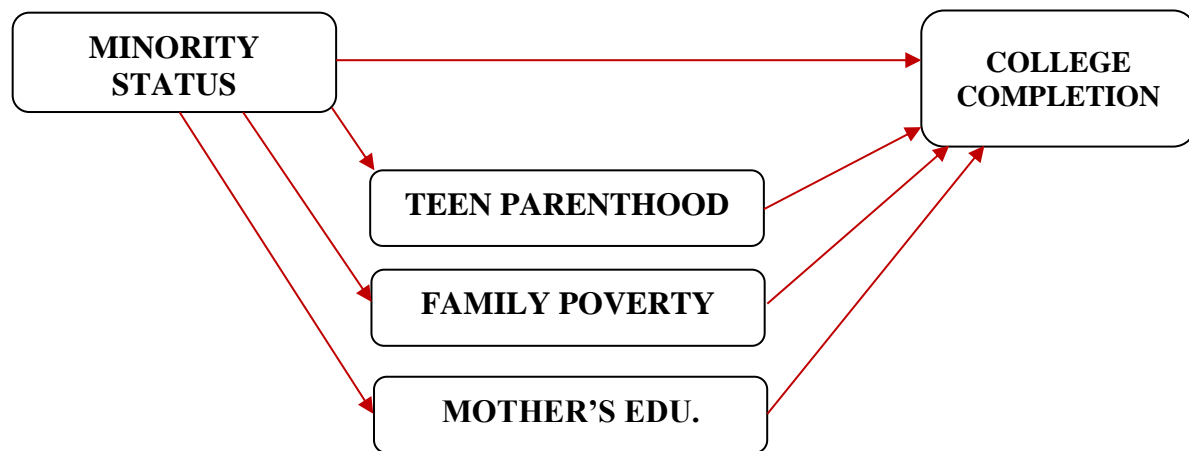 MINORITY
STATUS
COLLEGE
COMPLETION
TEEN PARENTHOOD
FAMILY POVERTY
MOTHER’S EDU.